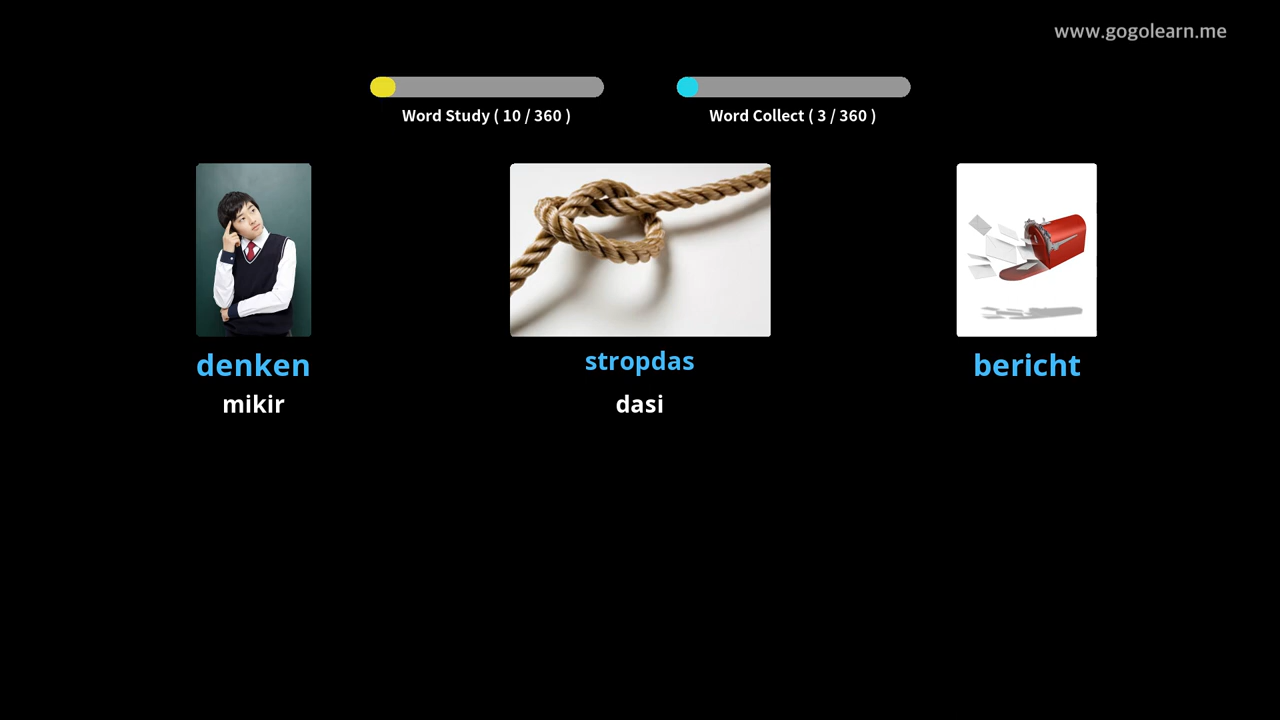 www.gogolearn.me
Word Study ( 10 / 360 )
Word Collect ( 3 / 360 )
denken
stropdas
bericht
mikir
dasi